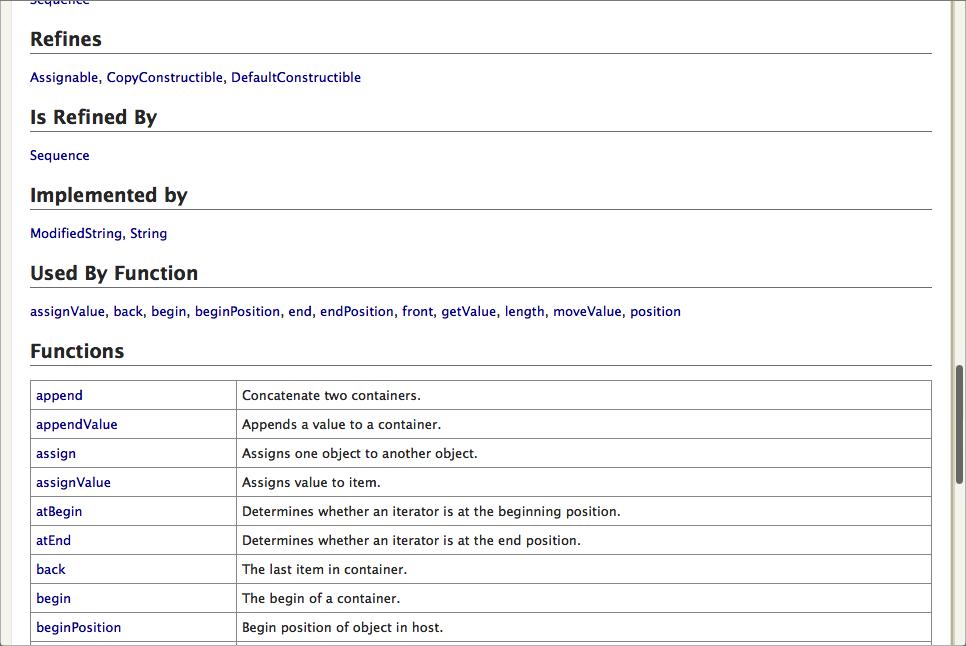 Sequence
Refines
Assignable, CopyConstructible, DefaultConstructible
Is Refined By
Sequence
Implemented by
ModifiedString, String
Used By Function
assignValue, back, begin, beginPosition, end, endPosition, front, getValue, length, moveValue, position
Functions
append Concatenate two containers.
appendValue Appends a value to a container.
assign Assigns one object to another object.
assignValue Assigns value to item.
atBegin Determines whether an iterator is at the beginning position.
atEnd Determines whether an iterator is at the end position.
back The last item in container.
begin The begin of a container.
beginPosition Begin position of object in host.